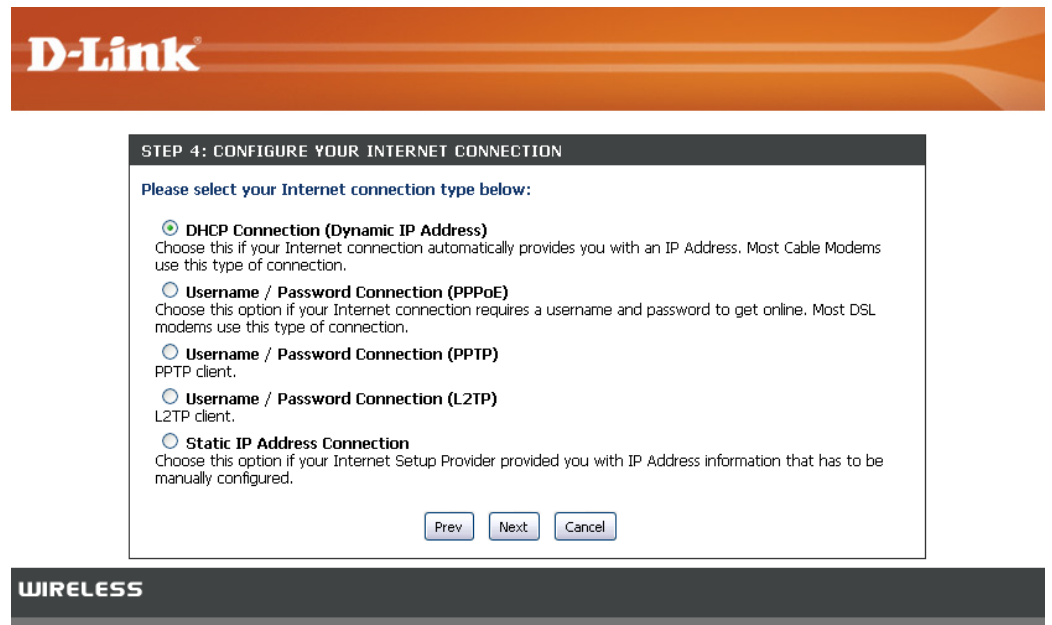 D-Link®
STEP 4: CONFIGURE YOUR INTERNET CONNECTION
Please select your Internet connection type below:
DHCP Connection (Dynamic IP Address)
Choose this if your Internet connection automatically provides you with an IP Address. Most Cable Modems
use this type of connection.
Username / Password Connection (PPPoE)
Choose this option if your Internet connection requires a username and password to get online. Most DSL
modems use this type of connection.
Username / Password Connection (PPTP)
PPTP client.
Username / Password Connection (L2TP)
L2TP client.
Static IP Address Connection
Choose this option if your Internet Setup Provider provided you with IP Address information that has to be
manually configured.
Prev Next Cancel
WIRELESS